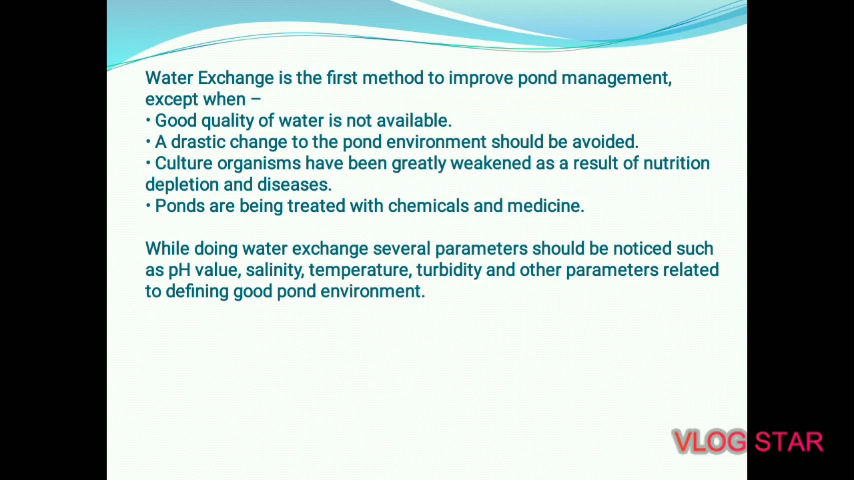 Water Exchange is the first method to improve pond management,
except when –
• Good quality of water is not available.
• A drastic change to the pond environment should be avoided.
• Culture organisms have been greatly weakened as a result of nutrition
depletion and diseases.
• Ponds are being treated with chemicals and medicine.
While doing water exchange several parameters should be noticed such
as pH value, salinity, temperature, turbidity and other parameters related
to defining good pond environment.
VLOG STAR